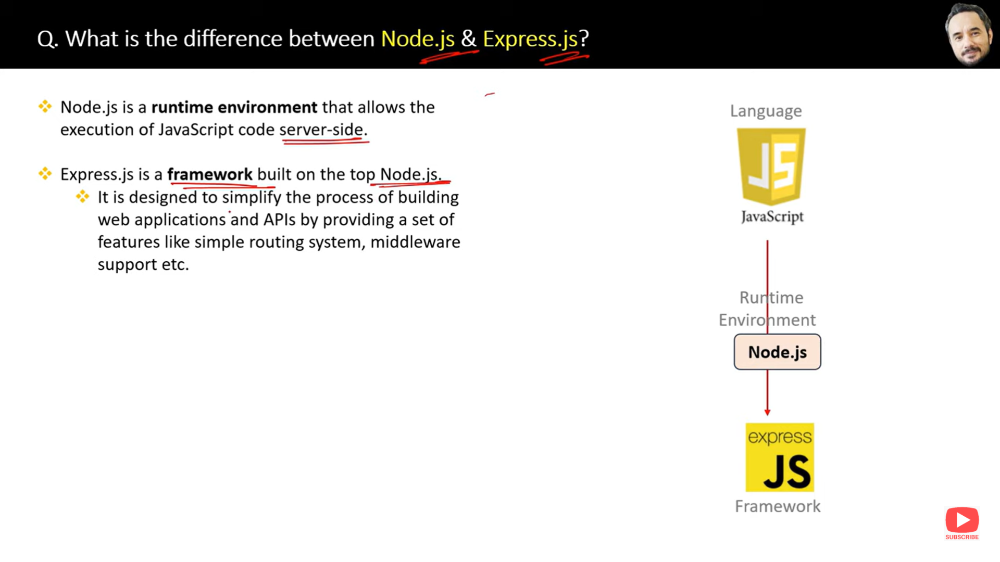 Q. What is the difference between Node.js & Express.js?
Node.js is a runtime environment that allows the
execution of JavaScript code server-side.
Express.js is a framework built on the top Node.js.
It is designed to simplify the process of building
web applications and APIs by providing a set of
features like simple routing system, middleware
support etc.
Language
JS
JavaScript
Runtime
Environment
Node.js
express
JS
Framework
SUBSCRIBE